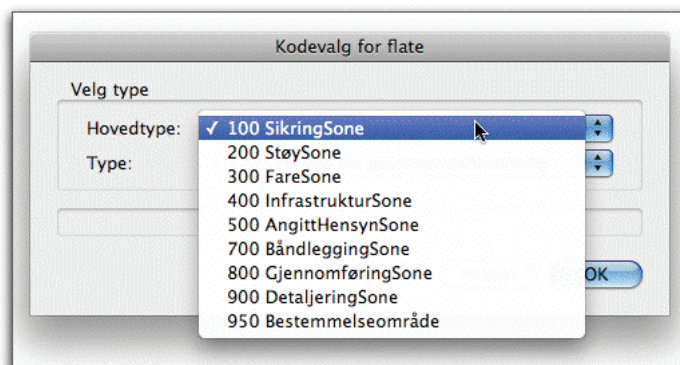 Kodevalg for flate
Velg type
Hovedtype: ✓ 100 SikringSone
200 StøySone
Type:
300 FareSone
400 InfrastrukturSone
500 AngittHensynSone
700 BåndleggingSone
800 GjennomføringSone
OK
900 DetaljeringSone
950 Bestemmelseområde